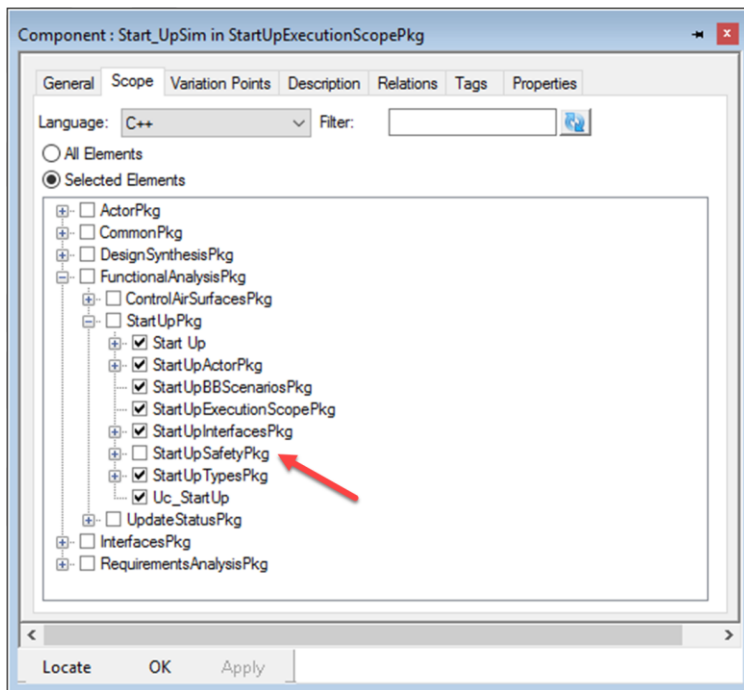 Component : Start_UpSim in StartUpExecutionScopePkg
General Scope Variation Points Description Relations Tags Properties
Language: C++ Filter:
All Elements
Selected Elements
ActorPkg
CommonPkg
DesignSynthesisPkg
FunctionalAnalysisPkg
ControlAirSurfacesPkg
StartUpPkg
Start Up
StartUpActorPkg
StartUpBBScenariosPkg
StartUpExecutionScopePkg
StartUpInterfacesPkg
StartUpSafetyPkg
StartUpTypesPkg
Uc_StartUp
UpdateStatusPkg
InterfacesPkg
RequirementsAnalysisPkg
Locate OK Apply